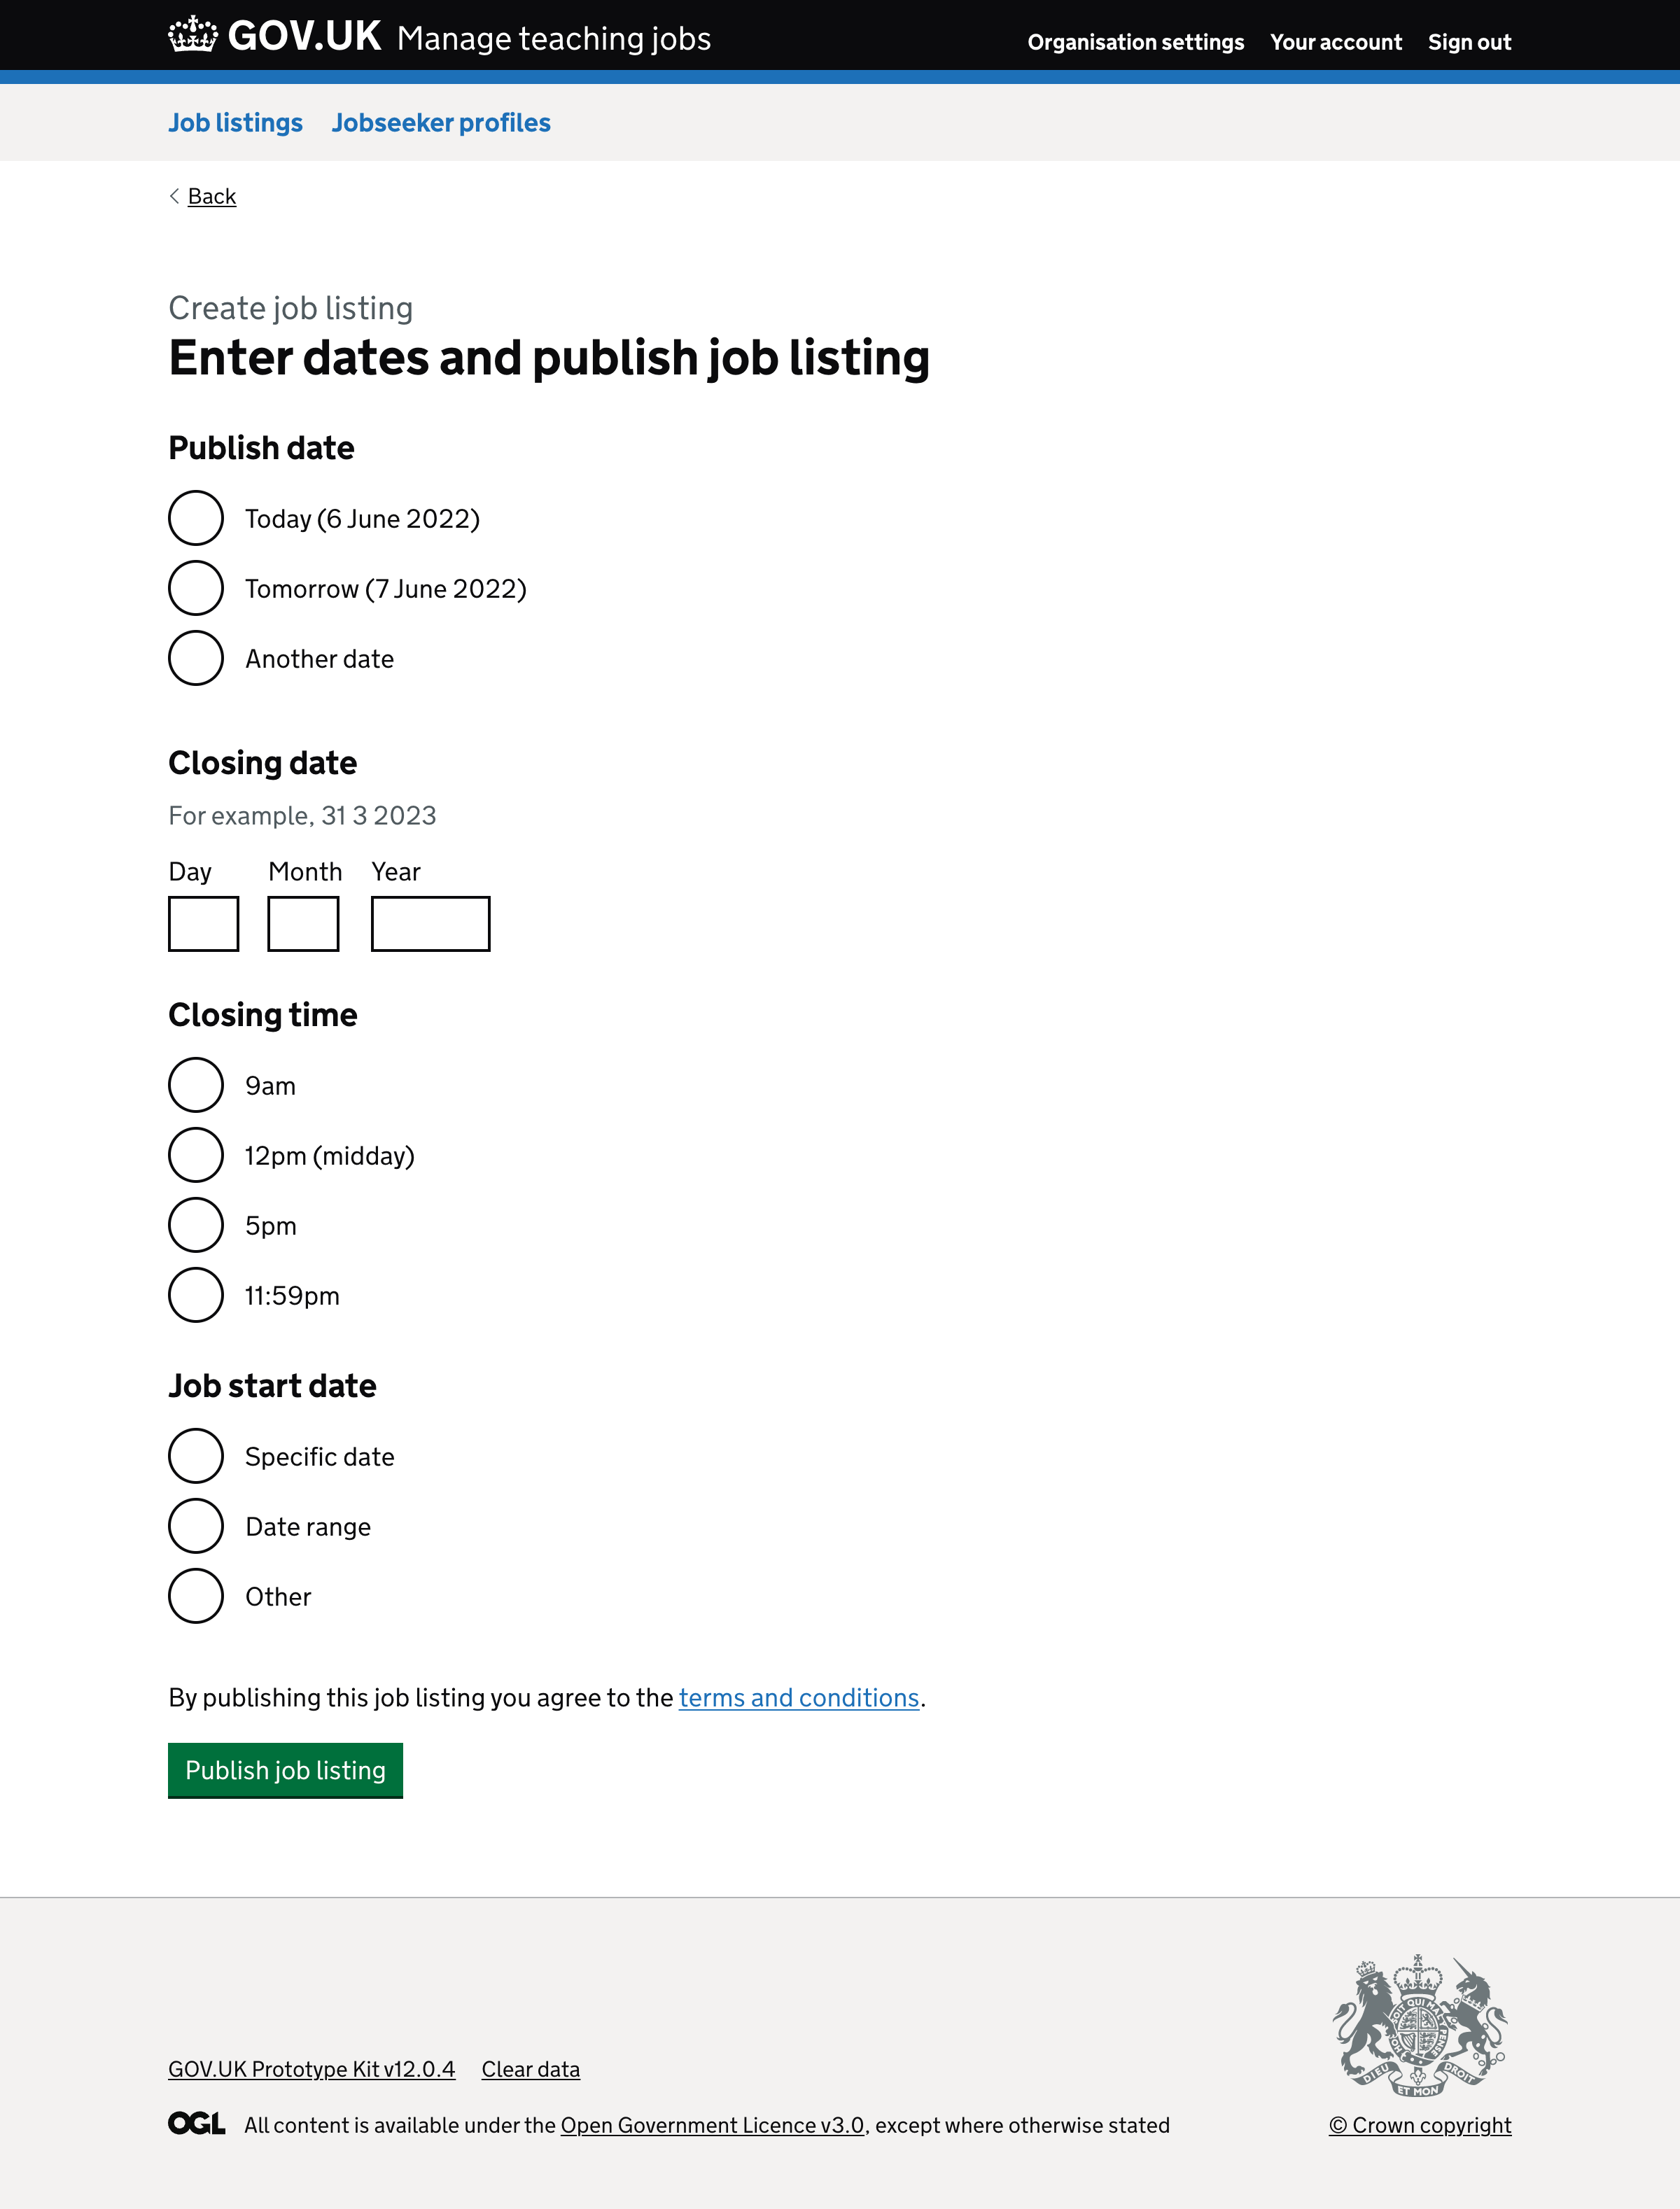 GOV.UK Manage teaching jobs
Organisation settings Your account Sign out
Job listings Jobseeker profiles
Back
Create job listing
Enter dates and publish job listing
Publish date
Today (6 June 2022)
Tomorrow (7 June 2022)
Another date
Closing date
For example, 31 3 2023
Day Month Year
Closing time
9am
12pm (midday)
5pm
11:59pm
Job start date
Specific date
Date range
Other
By publishing this job listing you agree to the terms and conditions.
Publish job listing
GOV.UK Prototype Kit v12.0.4 Clear data
DIEU ET MON DROIT
OGL All content is available under the Open Government Licence v3.0, except where otherwise stated
© Crown copyright